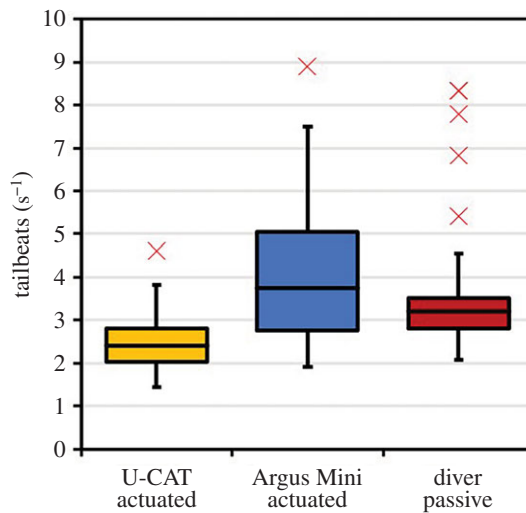 10
9
8
7
6
5
4
3
2
1
0
tailbeats (s⁻¹)
U-CAT
actuated
Argus Mini
actuated
diver
passive